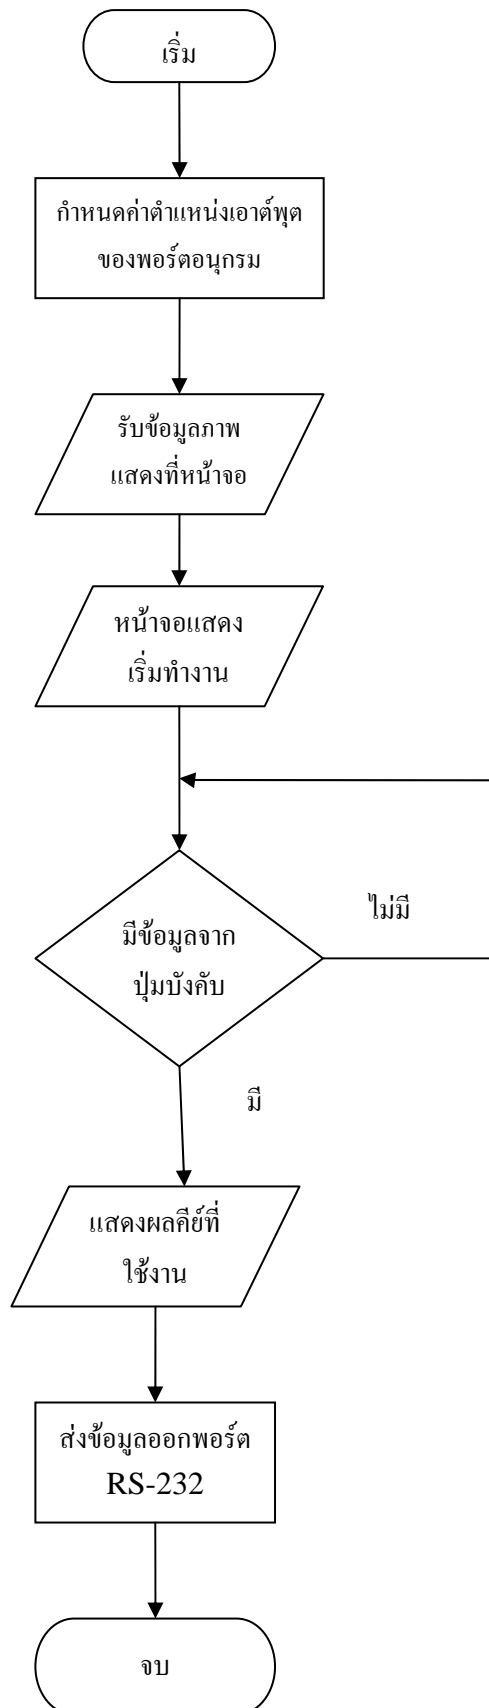 เริ่ม
กำหนดค่าตำแหน่งเอาต์พุต
ของพอร์ตอนุกรม
รับข้อมูลภาพ
แสดงที่หน้าจอ
หน้าจอแสดง
เริ่มทำงาน
ไม่มี
มีข้อมูลจาก
ปุ่มบังคับ
มี
แสดงผลคีย์ที่
ใช้งาน
ส่งข้อมูลออกพอร์ต
RS-232
จบ